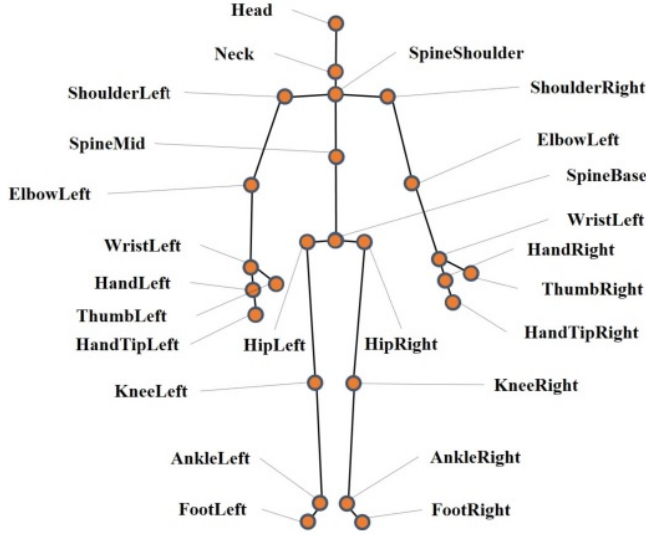 Head
Neck
SpineShoulder
ShoulderLeft
ShoulderRight
SpineMid
ElbowLeft
SpineBase
ElbowLeft
WristLeft
WristLeft
HandRight
HandLeft
ThumbRight
ThumbLeft
HandTipRight
HandTipLeft
HipLeft
HipRight
KneeLeft
KneeRight
AnkleLeft
AnkleRight
FootLeft
FootRight